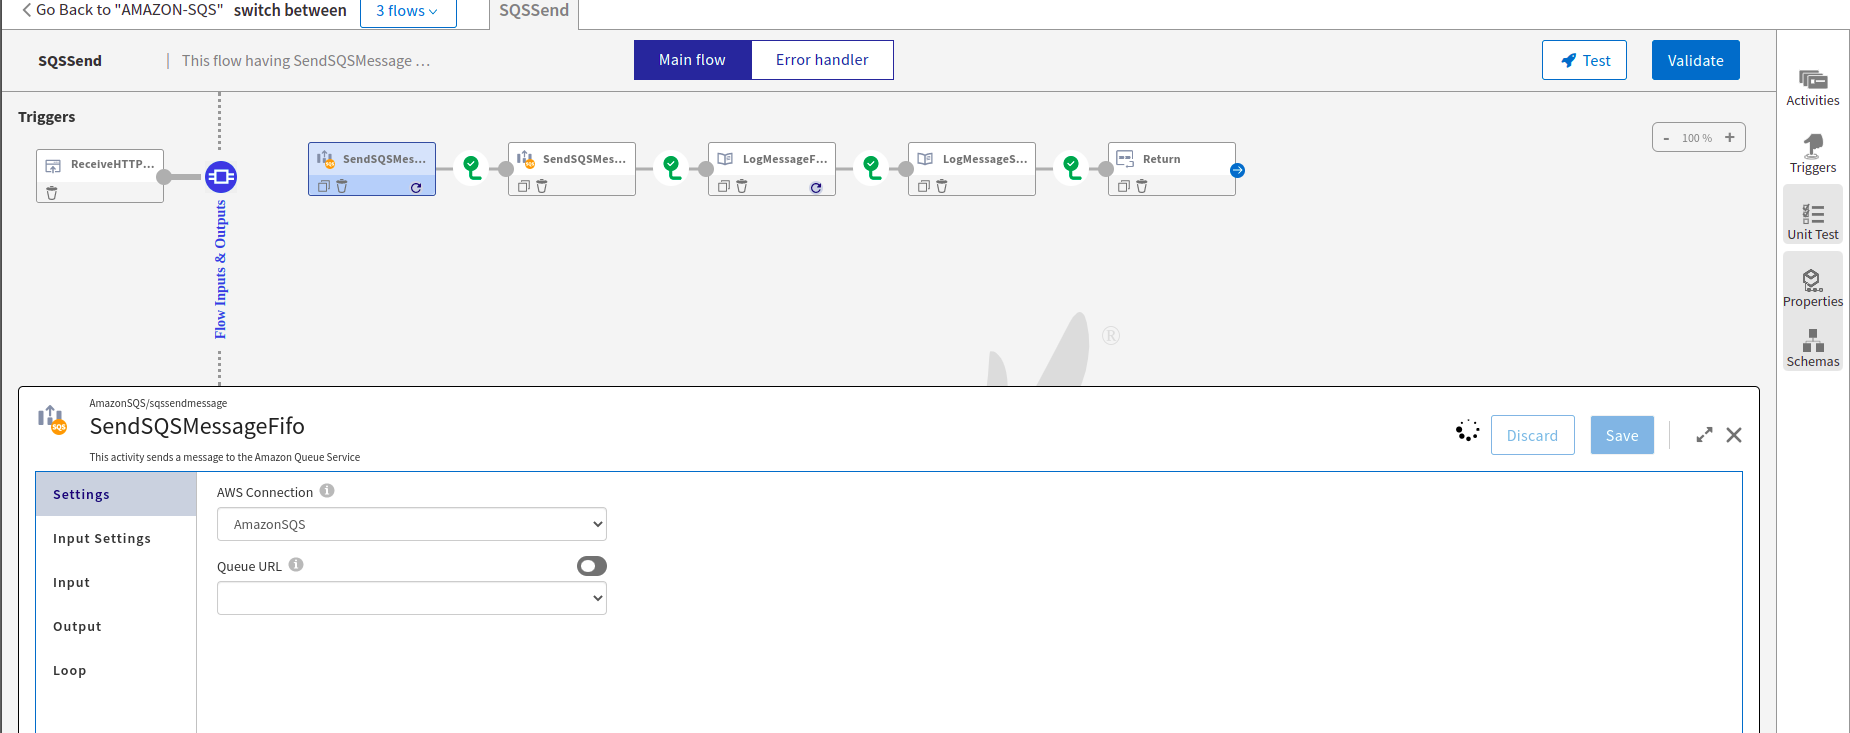 Go Back to "AMAZON-SQS" switch between 3 flows SQSSend
SQSSend This flow having SendSQSMessage ... Main flow Error handler Test Validate
Triggers
- 100 % +
ReceiveHTTP...
SendSQSMes...
SendSQSMes...
LogMessageF...
LogMessageS...
Return
Flow Inputs & Outputs
®
Activities
Triggers
Unit Test
Properties
Schemas
AmazonSQS/sqssendmessage
SendSQSMessageFifo
This activity sends a message to the Amazon Queue Service
Discard Save
Settings
Input Settings
Input
Output
Loop
AWS Connection
AmazonSQS
Queue URL